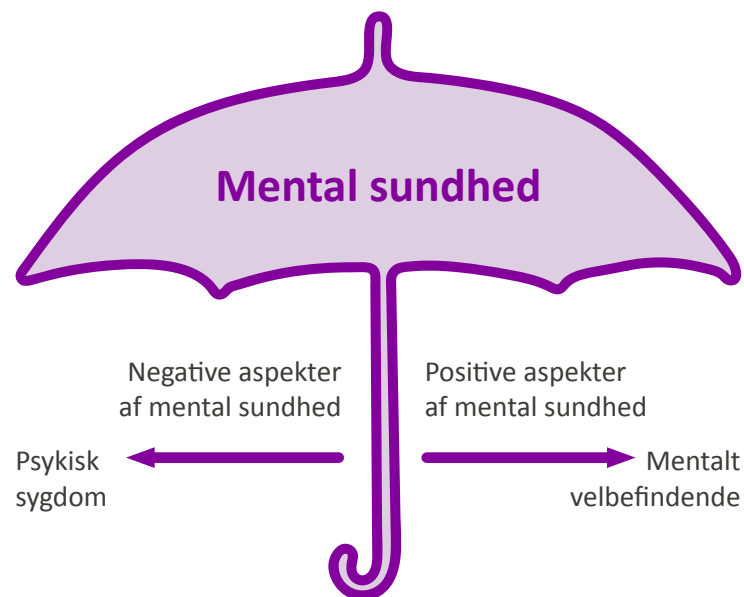 Mental sundhed
Negative aspekter
af mental sundhed
Positive aspekter
af mental sundhed
Psykisk
sygdom
Mentalt
velbefindende